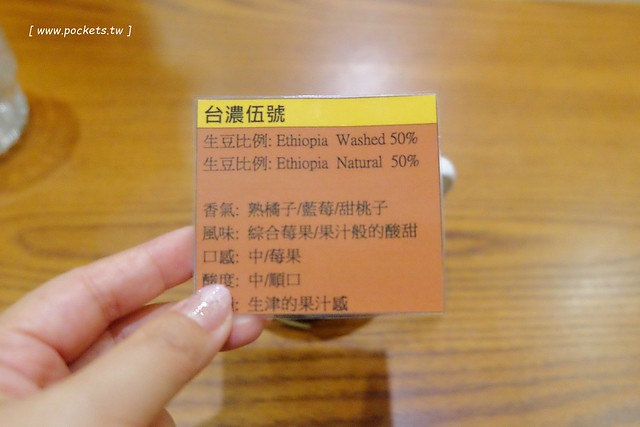 [ www.pockets.tw ]
台濃伍號
生豆比例: Ethiopia Washed 50%
生豆比例: Ethiopia Natural 50%
香氣: 熟橘子/藍莓/甜桃子
風味: 綜合莓果/果汁般的酸甜
口感: 中/莓果
酸度: 中/順口
: 生津的果汁感